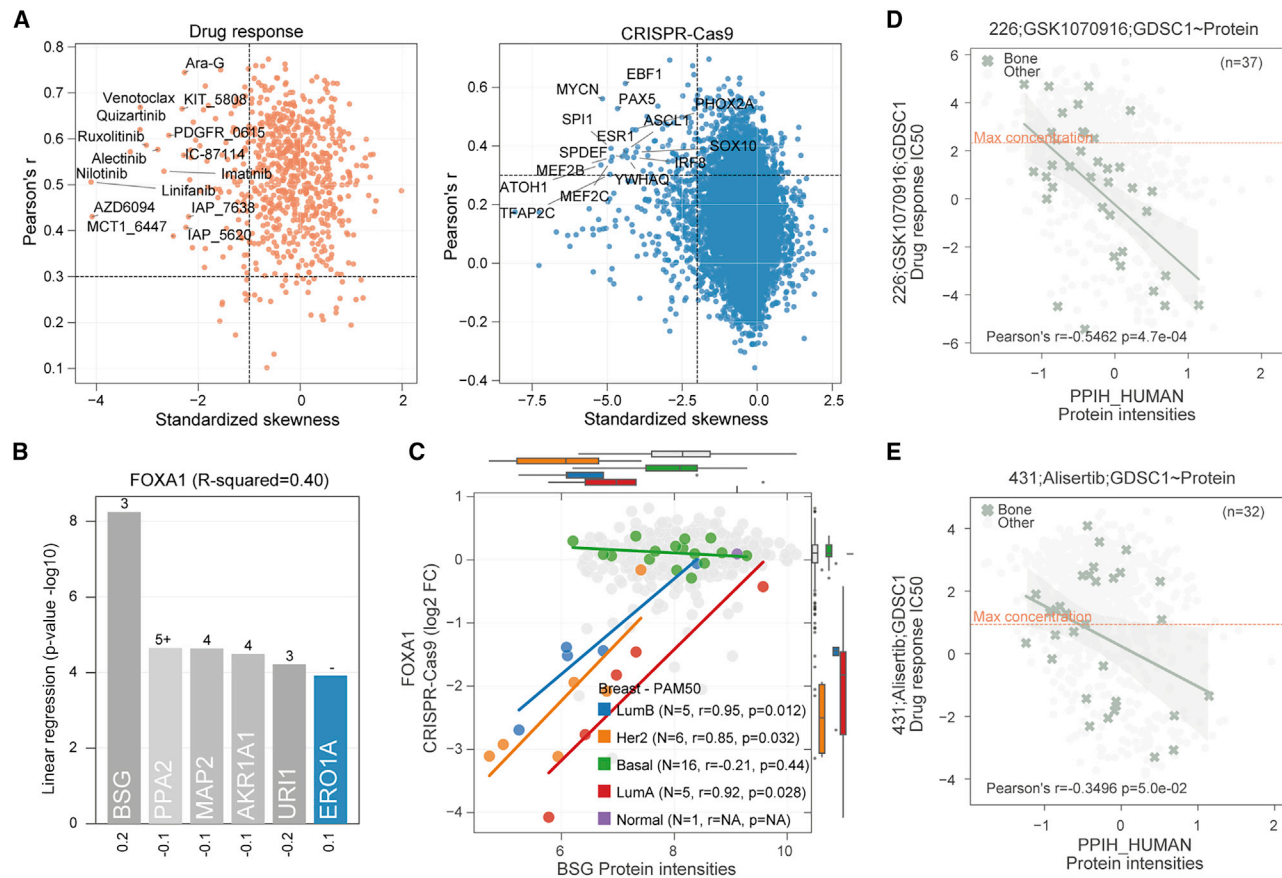 A
Drug response
Pearson's r
0.8
0.7
0.6
0.5
0.4
0.3
0.2
0.1
Ara-G
Venotoclax
KIT_5808
Quizartinib
Ruxolitinib
PDGFR_0615
Alectinib
IC-87114
Nilotinib
Imatinib
Linifanib
AZD6094
IAP_7638
MCT1_6447
IAP_5620
−4
−2
0
2
Standardized skewness
CRISPR-Cas9
Pearson's r
0.8
0.6
0.4
0.2
0.0
−0.2
−0.4
EBF1
MYCN
PAX5
PHOX2A
SPI1
ASCL1
ESR1
SOX10
SPDEF
IRF8
MEF2B
YWHAQ
ATOH1
MEF2C
TFAP2C
−7.5
−5.0
−2.5
0.0
2.5
Standardized skewness
B
FOXA1 (R-squared=0.40)
Linear regression (p-value -log10)
8
6
4
2
0
3
5+
4
4
3
-
BSG
PPA2
MAP2
AKR1A1
URI1
ERO1A
0.2
-0.1
-0.1
-0.1
-0.2
0.1
C
FOXA1
CRISPR-Cas9 (log2 FC)
1
0
−1
−2
−3
−4
Breast - PAM50
LumB (N=5, r=0.95, p=0.012)
Her2 (N=6, r=0.85, p=0.032)
Basal (N=16, r=-0.21, p=0.44)
LumA (N=5, r=0.92, p=0.028)
Normal (N=1, r=NA, p=NA)
6
8
10
BSG Protein intensities
D
226;GSK1070916;GDSC1~Protein
226;GSK1070916;GDSC1
Drug response IC50
6
4
2
0
−2
−4
−6
Bone
Other
(n=37)
Max concentration
Pearson's r=-0.5462 p=4.7e-04
−1
0
1
2
PPIH_HUMAN
Protein intensities
E
431;Alisertib;GDSC1~Protein
431;Alisertib;GDSC1
Drug response IC50
4
2
0
−2
−4
Bone
Other
(n=32)
Max concentration
Pearson's r=-0.3496 p=5.0e-02
−1
0
1
2
PPIH_HUMAN
Protein intensities